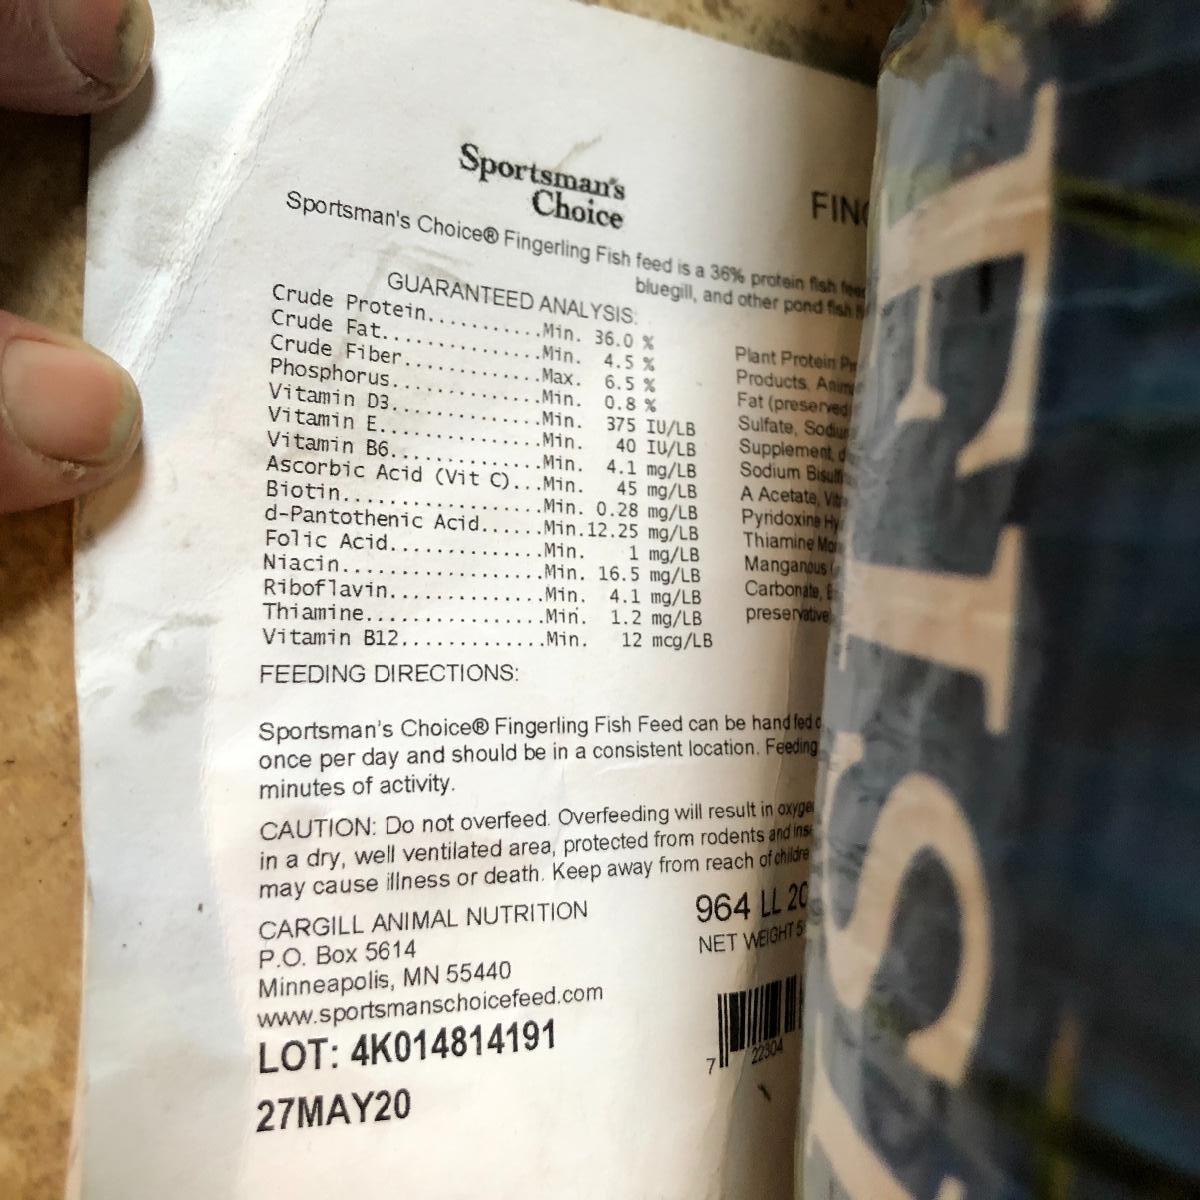 Sportsman's
Choice
FING
Sportsman's Choice® Fingerling Fish feed is a 36% protein fish feed
bluegill, and other pond fish
GUARANTEED ANALYSIS:
Crude Protein..........Min. 36.0 %
Crude Fat..............Min. 4.5 %
Crude Fiber............Max. 6.5 %
Phosphorus.............Min. 0.8 %
Vitamin D3.............Min. 375 IU/LB
Vitamin E..............Min. 40 IU/LB
Vitamin B6.............Min. 4.1 mg/LB
Ascorbic Acid (Vit C)...Min. 45 mg/LB
Biotin.................Min. 0.28 mg/LB
d-Pantothenic Acid......Min.12.25 mg/LB
Folic Acid.............Min. 1 mg/LB
Niacin.................Min. 16.5 mg/LB
Riboflavin.............Min. 4.1 mg/LB
Thiamine...............Min. 1.2 mg/LB
Vitamin B12............Min. 12 mcg/LB
Plant Protein
Products,
Fat (preserved
Sulfate,
Supplement,
Sodium
A Acetate,
Pyridoxine
Thiamine
Manganous
Carbonate,
preservative
FEEDING DIRECTIONS:
Sportsman's Choice® Fingerling Fish Feed can be hand fed
once per day and should be in a consistent location. Feeding
minutes of activity.
CAUTION: Do not overfeed. Overfeeding will result in
in a dry, well ventilated area, protected from rodents and
may cause illness or death. Keep away from reach of
CARGILL ANIMAL NUTRITION
P.O. Box 5614
Minneapolis, MN 55440
www.sportsmanschoicefeed.com
LOT: 4K014814191
27MAY20
964 LL 20
NET WEIGHT 5
7 22304
FIS